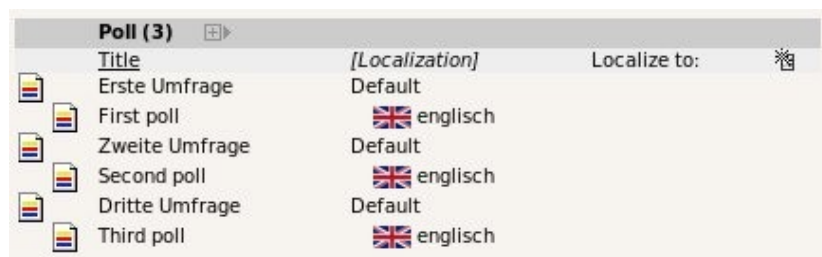 Poll (3)
Title [Localization] Localize to:
Erste Umfrage Default
First poll englisch
Zweite Umfrage Default
Second poll englisch
Dritte Umfrage Default
Third poll englisch